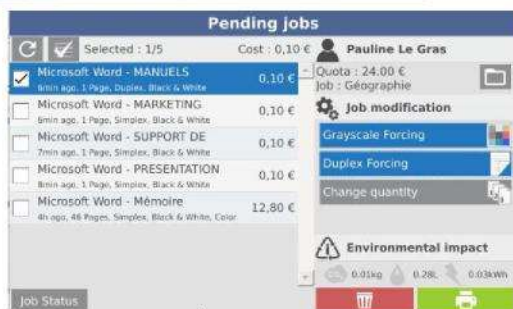 Pending jobs
Selected : 1/5 Cost : 0,10 €
Microsoft Word - MANUELS 0,10 €
6min ago, 1 Page, Duplex, Black & White
Microsoft Word - MARKETING 0,10 €
6min ago, 1 Page, Simplex, Black & White
Microsoft Word - SUPPORT DE 0,10 €
7min ago, 1 Page, Simplex, Black & White
Microsoft Word - PRESENTATION 0,10 €
8min ago, 1 Page, Simplex, Black & White
Microsoft Word - Mémoire 12,80 €
4h ago, 46 Pages, Simplex, Black & White, Color
Job Status
Pauline Le Gras
Quota : 24.00 €
Job : Géographie
Job modification
Grayscale Forcing
Duplex Forcing
Change quantity
Environmental impact
0.01kg 0.28L 0.03kWh